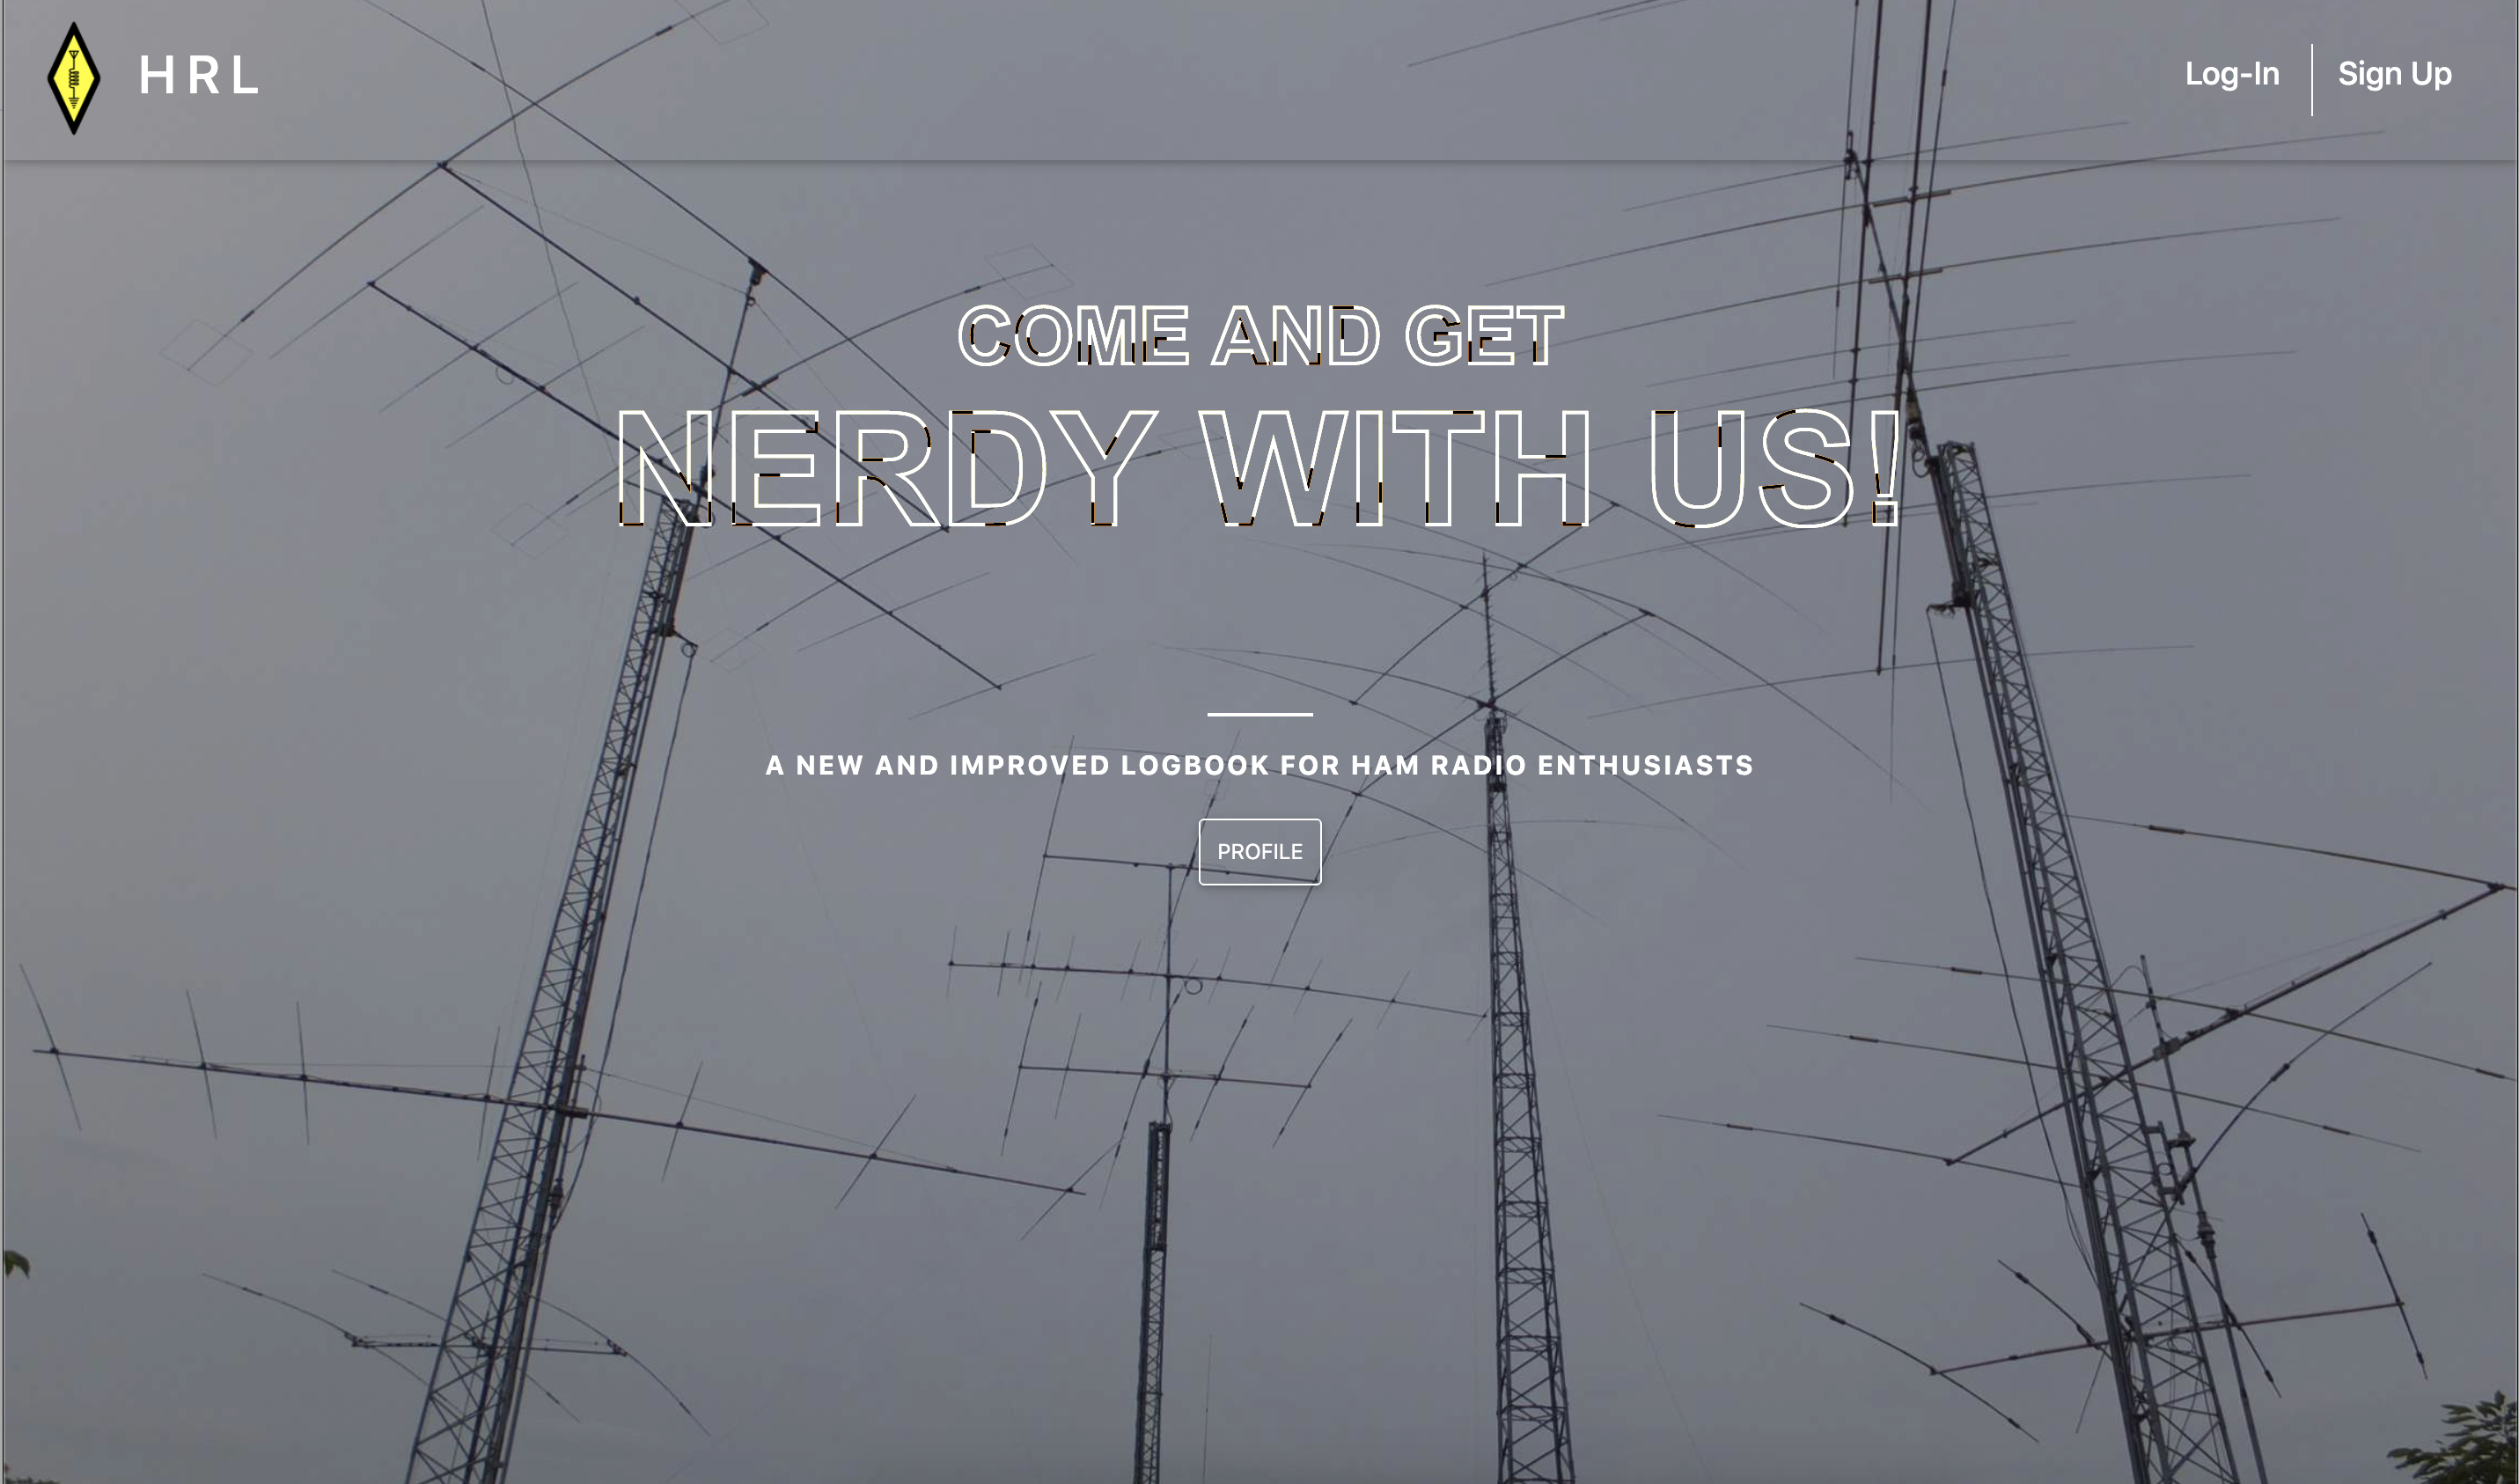 HRL
Log-In
Sign Up
COME AND GET
NERDY WITH US!
A NEW AND IMPROVED LOGBOOK FOR HAM RADIO ENTHUSIASTS
PROFILE